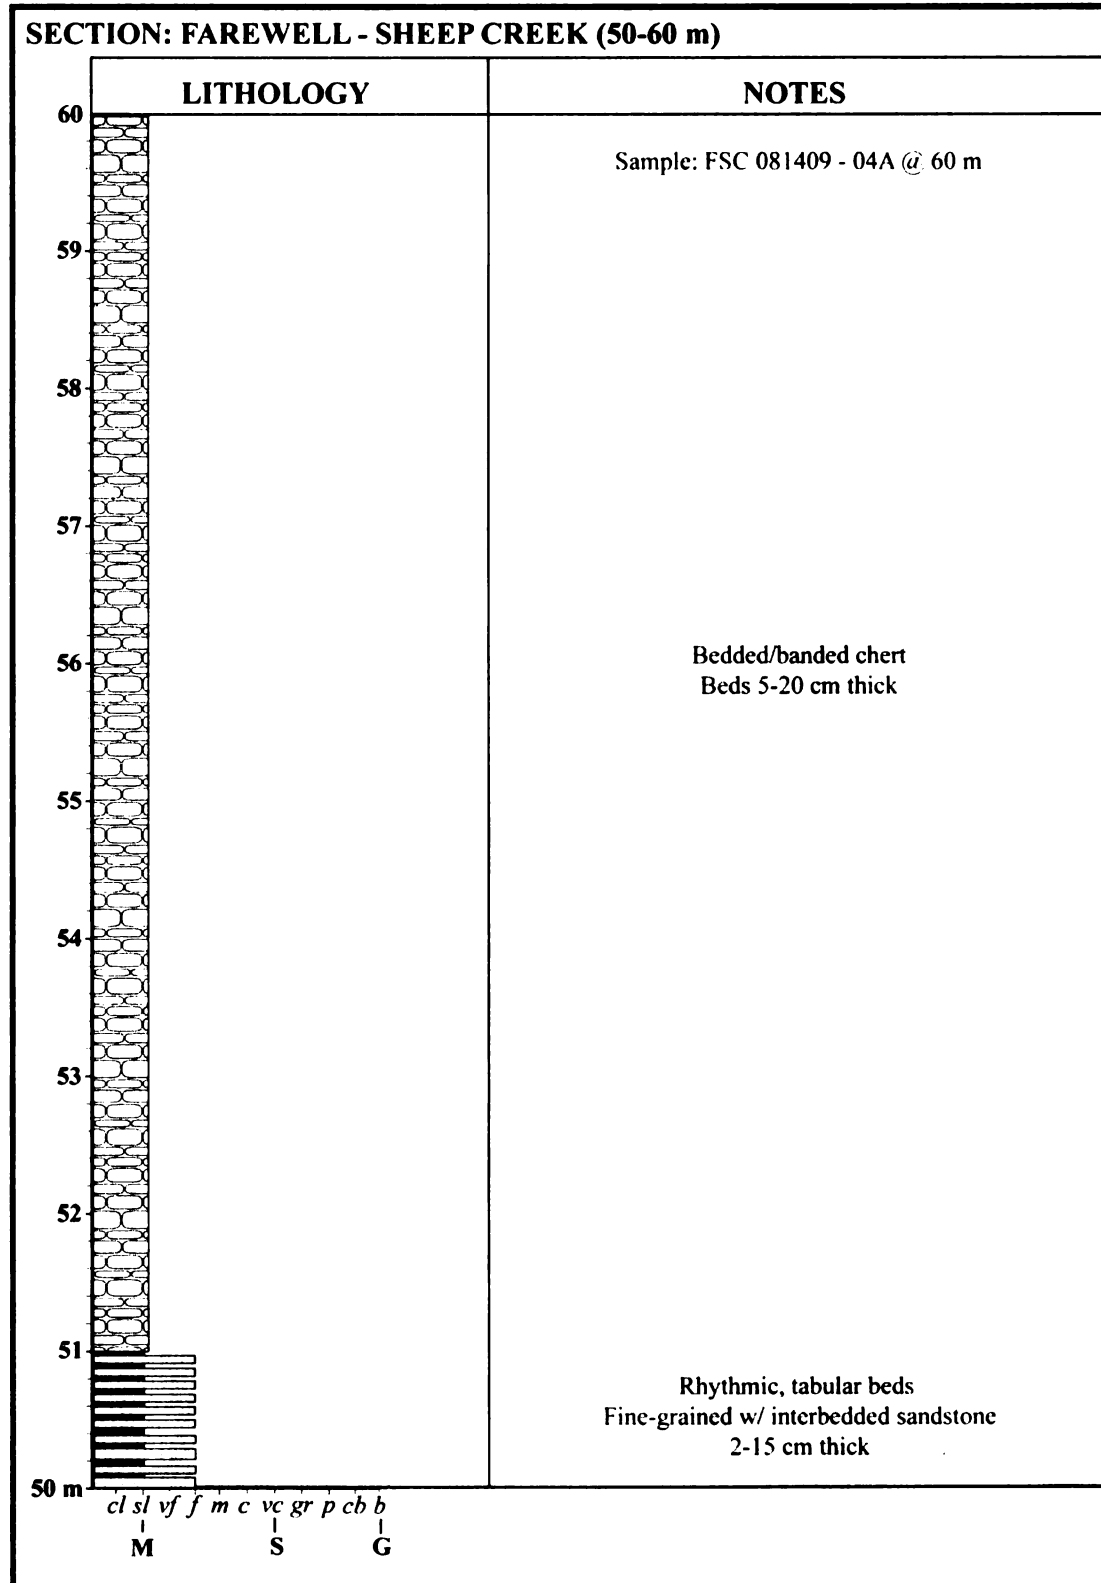 SECTION: FAREWELL - SHEEP CREEK (50-60 m)
LITHOLOGY
NOTES
60
Sample: FSC 081409 - 04A @ 60 m
59
58
57
56
Bedded/banded chert
Beds 5-20 cm thick
55
54
53
52
51
Rhythmic, tabular beds
Fine-grained w/ interbedded sandstone
2-15 cm thick
50 m
cl sl vf f m c vc gr p cb b
M S G